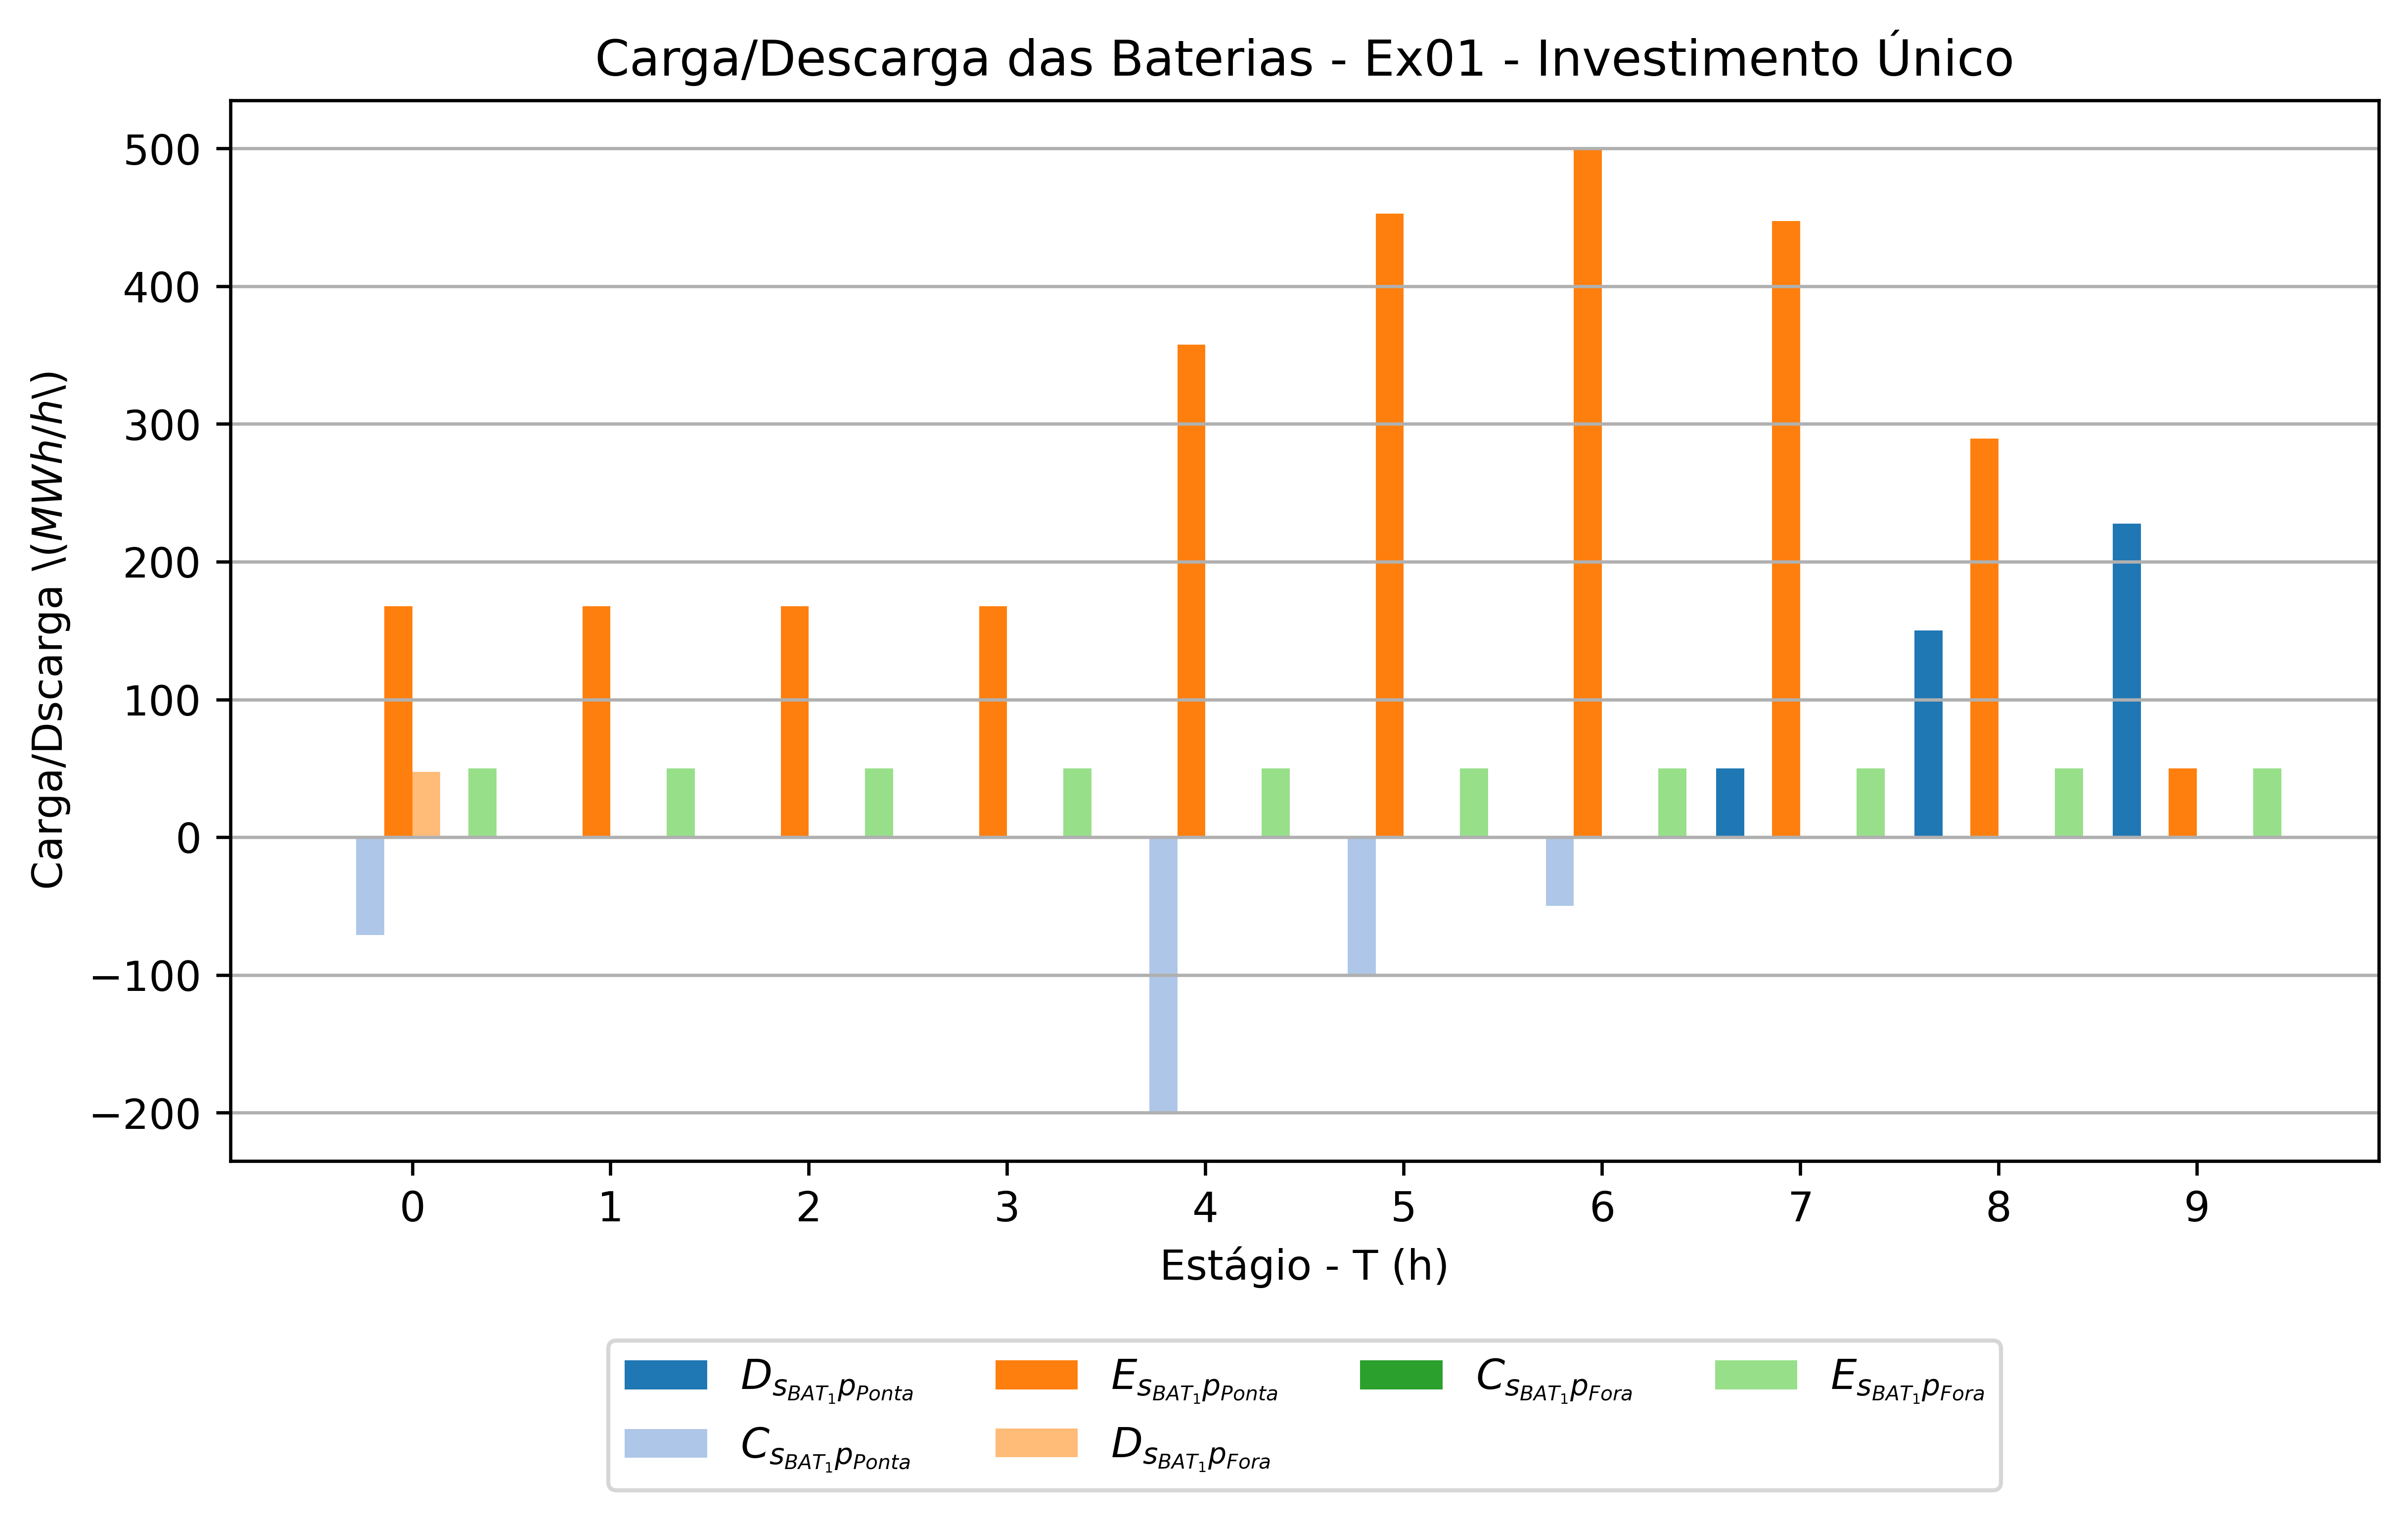 Carga/Descarga das Baterias - Ex01 - Investimento Único
Carga/Dscarga \(MWh/h\)
500
400
300
200
100
0
−100
−200
0 1 2 3 4 5 6 7 8 9
Estágio - T (h)
D_{s_{BAT_1}p_{Ponta}} E_{s_{BAT_1}p_{Ponta}} C_{s_{BAT_1}p_{Fora}} E_{s_{BAT_1}p_{Fora}}
C_{s_{BAT_1}p_{Ponta}} D_{s_{BAT_1}p_{Fora}}